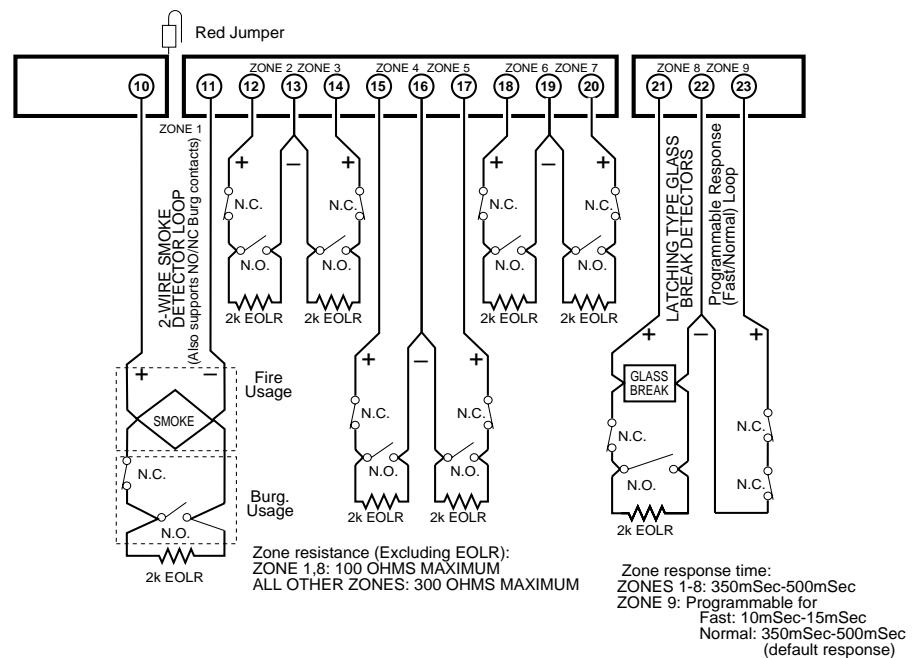 Red Jumper
ZONE 2 ZONE 3 ZONE 4 ZONE 5 ZONE 6 ZONE 7 ZONE 8 ZONE 9
10 11 12 13 14 15 16 17 18 19 20 21 22 23
ZONE 1
2-WIRE SMOKE
DETECTOR LOOP
(Also supports NO/NC Burg contacts)
+ – +
N.C. N.C.
N.O. N.O.
2k EOLR 2k EOLR
+ – +
N.C. N.C.
N.O. N.O.
2k EOLR 2k EOLR
+ – +
N.C. N.C.
N.O. N.O.
2k EOLR 2k EOLR
LATCHING TYPE GLASS
BREAK DETECTORS
Programmable Response
(Fast/Normal) Loop
+ – +
GLASS
BREAK
N.C.
N.O.
2k EOLR
N.C.
N.C.
+ –
Fire
Usage
SMOKE
N.C.
Burg.
Usage
N.O.
2k EOLR
Zone resistance (Excluding EOLR):
ZONE 1,8: 100 OHMS MAXIMUM
ALL OTHER ZONES: 300 OHMS MAXIMUM
Zone response time:
ZONES 1-8: 350mSec-500mSec
ZONE 9: Programmable for
Fast: 10mSec-15mSec
Normal: 350mSec-500mSec
(default response)